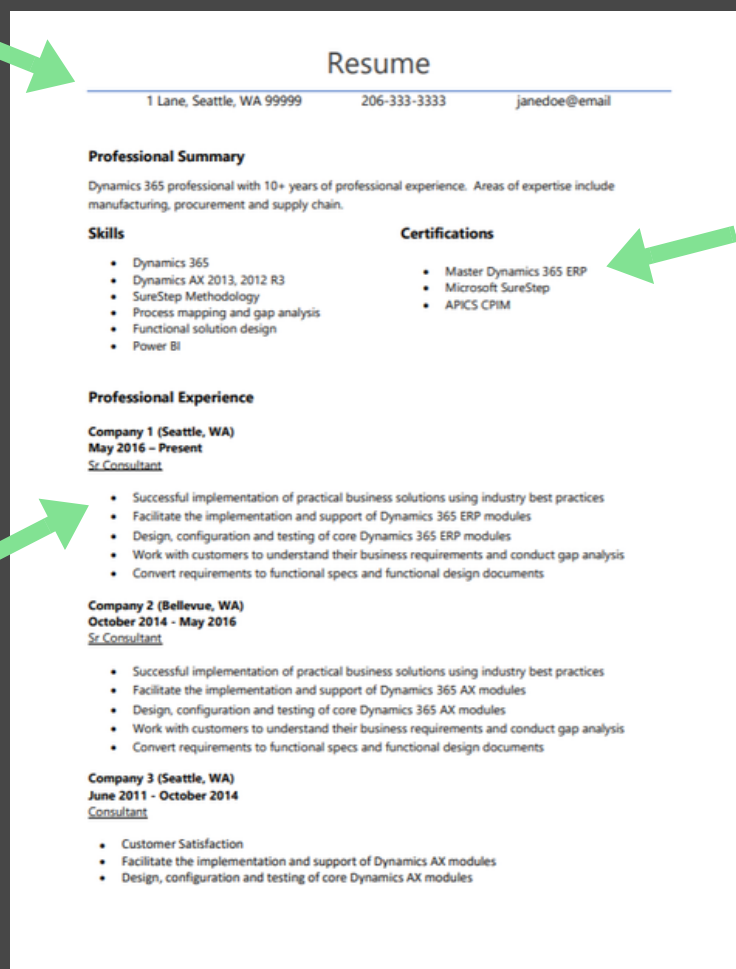 Resume
1 Lane, Seattle, WA 99999 206-333-3333 janedoe@email
Professional Summary
Dynamics 365 professional with 10+ years of professional experience. Areas of expertise include
manufacturing, procurement and supply chain.
Skills
• Dynamics 365
• Dynamics AX 2013, 2012 R3
• SureStep Methodology
• Process mapping and gap analysis
• Functional solution design
• Power BI
Certifications
• Master Dynamics 365 ERP
• Microsoft SureStep
• APICS CPIM
Professional Experience
Company 1 (Seattle, WA)
May 2016 – Present
Sr Consultant
• Successful implementation of practical business solutions using industry best practices
• Facilitate the implementation and support of Dynamics 365 ERP modules
• Design, configuration and testing of core Dynamics 365 ERP modules
• Work with customers to understand their business requirements and conduct gap analysis
• Convert requirements to functional specs and functional design documents
Company 2 (Bellevue, WA)
October 2014 - May 2016
Sr Consultant
• Successful implementation of practical business solutions using industry best practices
• Facilitate the implementation and support of Dynamics 365 AX modules
• Design, configuration and testing of core Dynamics 365 AX modules
• Work with customers to understand their business requirements and conduct gap analysis
• Convert requirements to functional specs and functional design documents
Company 3 (Seattle, WA)
June 2011 - October 2014
Consultant
• Customer Satisfaction
• Facilitate the implementation and support of Dynamics AX modules
• Design, configuration and testing of core Dynamics AX modules